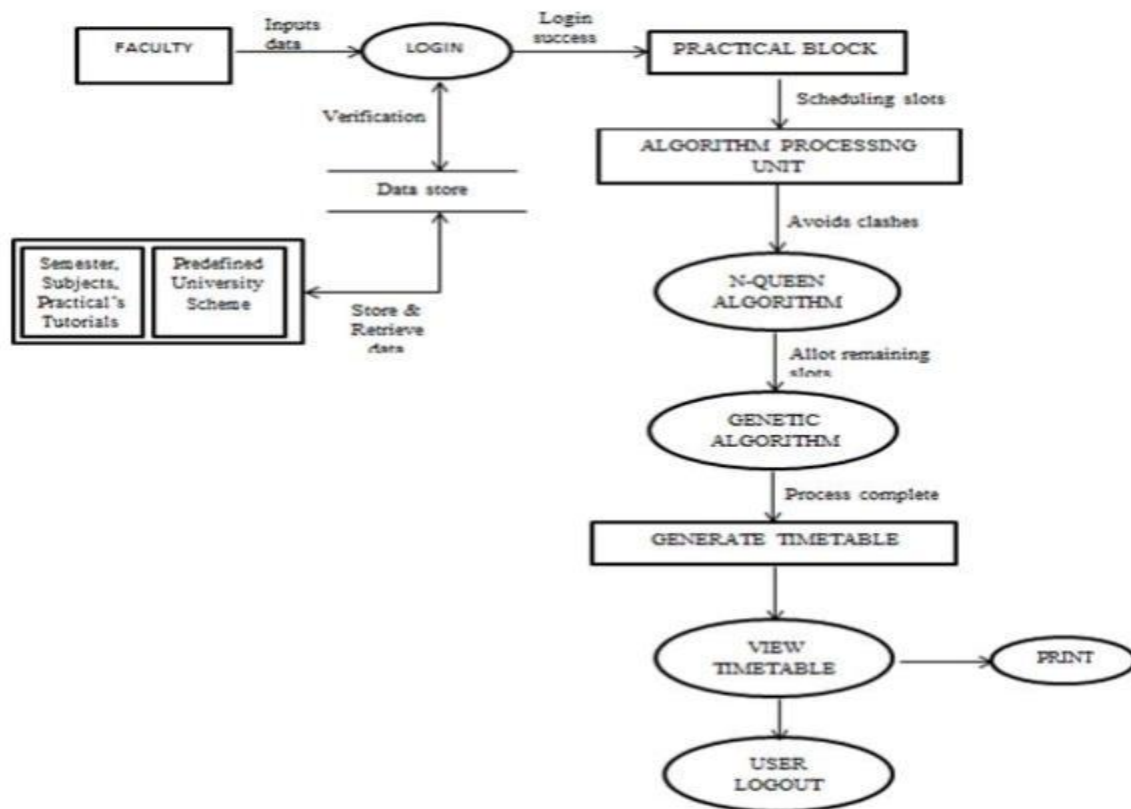 FACULTY
Inputs
data
LOGIN
Login
success
PRACTICAL BLOCK
Scheduling slots
Verification
ALGORITHM PROCESSING
UNIT
Data store
Avoids clashes
Semester,
Subjects,
Practical's
Tutorials
Predefined
University
Scheme
Store &
Retrieve
data
N-QUEEN
ALGORITHM
Allot remaining
slots
GENETIC
ALGORITHM
Process complete
GENERATE TIMETABLE
VIEW
TIMETABLE
PRINT
USER
LOGOUT